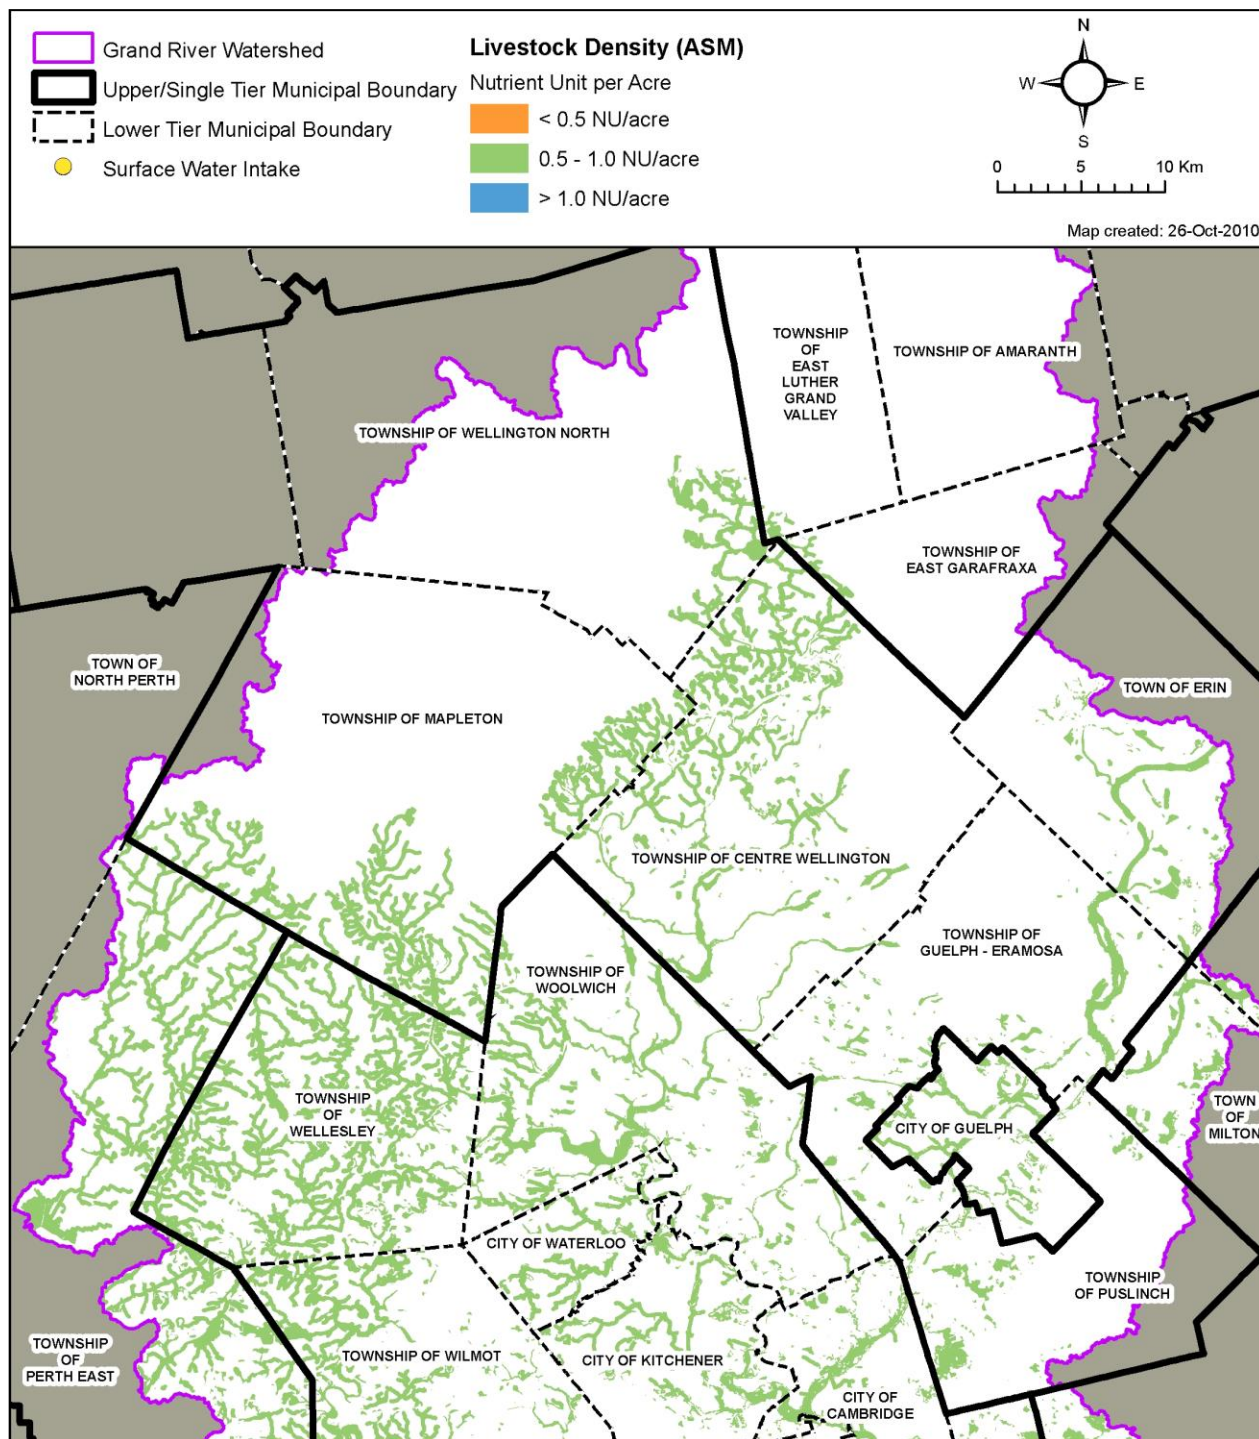 Grand River Watershed
Upper/Single Tier Municipal Boundary
Lower Tier Municipal Boundary
Surface Water Intake
Livestock Density (ASM)
Nutrient Unit per Acre
< 0.5 NU/acre
0.5 - 1.0 NU/acre
> 1.0 NU/acre
N
W
E
S
0 5 10 Km
Map created: 26-Oct-2010
TOWNSHIP
OF
EAST
LUTHER
GRAND
VALLEY
TOWNSHIP OF AMARANTH
TOWNSHIP OF WELLINGTON NORTH
TOWNSHIP OF
EAST GARAFRAXA
TOWN OF
NORTH PERTH
TOWN OF ERIN
TOWNSHIP OF MAPLETON
TOWNSHIP OF CENTRE WELLINGTON
TOWNSHIP OF
GUELPH - ERAMOSA
TOWNSHIP OF
WOOLWICH
TOWNSHIP
OF
WELLESLEY
CITY OF GUELPH
TOWN
OF
MILTON
CITY OF WATERLOO
TOWNSHIP
OF PUSLINCH
TOWNSHIP
OF
PERTH EAST
TOWNSHIP OF WILMOT
CITY OF KITCHENER
CITY OF
CAMBRIDGE